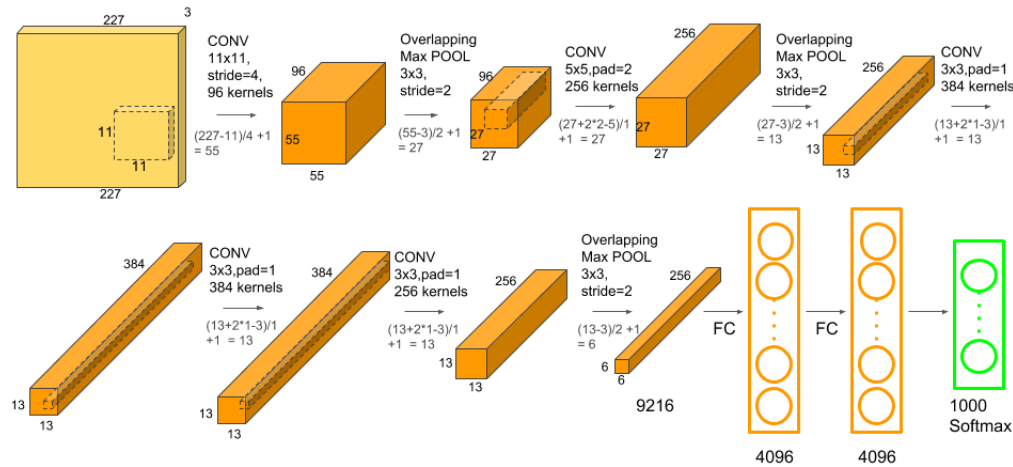 227
3
11
11
227
CONV
11x11,
stride=4,
96 kernels
(227-11)/4 +1
= 55
96
55
55
Overlapping
Max POOL
3x3,
stride=2
(55-3)/2 +1
= 27
96
27
27
CONV
5x5,pad=2
256 kernels
(27+2*2-5)/1
+1 = 27
256
27
27
Overlapping
Max POOL
3x3,
stride=2
(27-3)/2 +1
= 13
256
13
13
CONV
3x3,pad=1
384 kernels
(13+2*1-3)/1
+1 = 13
384
13
13
CONV
3x3,pad=1
384 kernels
(13+2*1-3)/1
+1 = 13
384
13
13
CONV
3x3,pad=1
256 kernels
(13+2*1-3)/1
+1 = 13
256
13
13
Overlapping
Max POOL
3x3,
stride=2
(13-3)/2 +1
= 6
256
6
6
9216
FC
4096
FC
4096
1000
Softmax